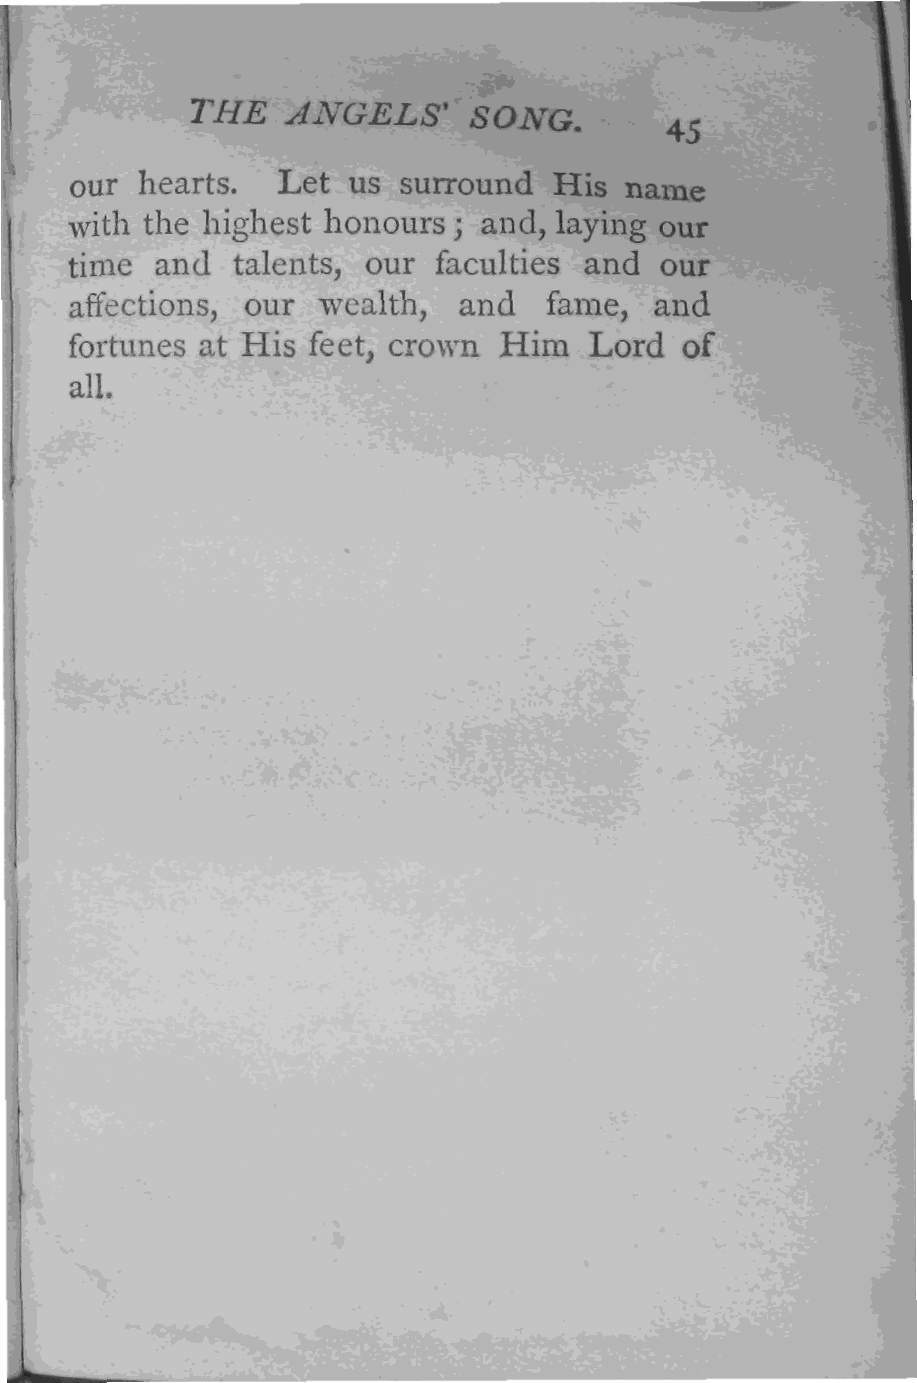 THE ANGELS' SONG. 45
our hearts. Let us surround His name
with the highest honours; and, laying our
time and talents, our faculties and our
affections, our wealth, and fame, and
fortunes at His feet, crown Him Lord of
all.